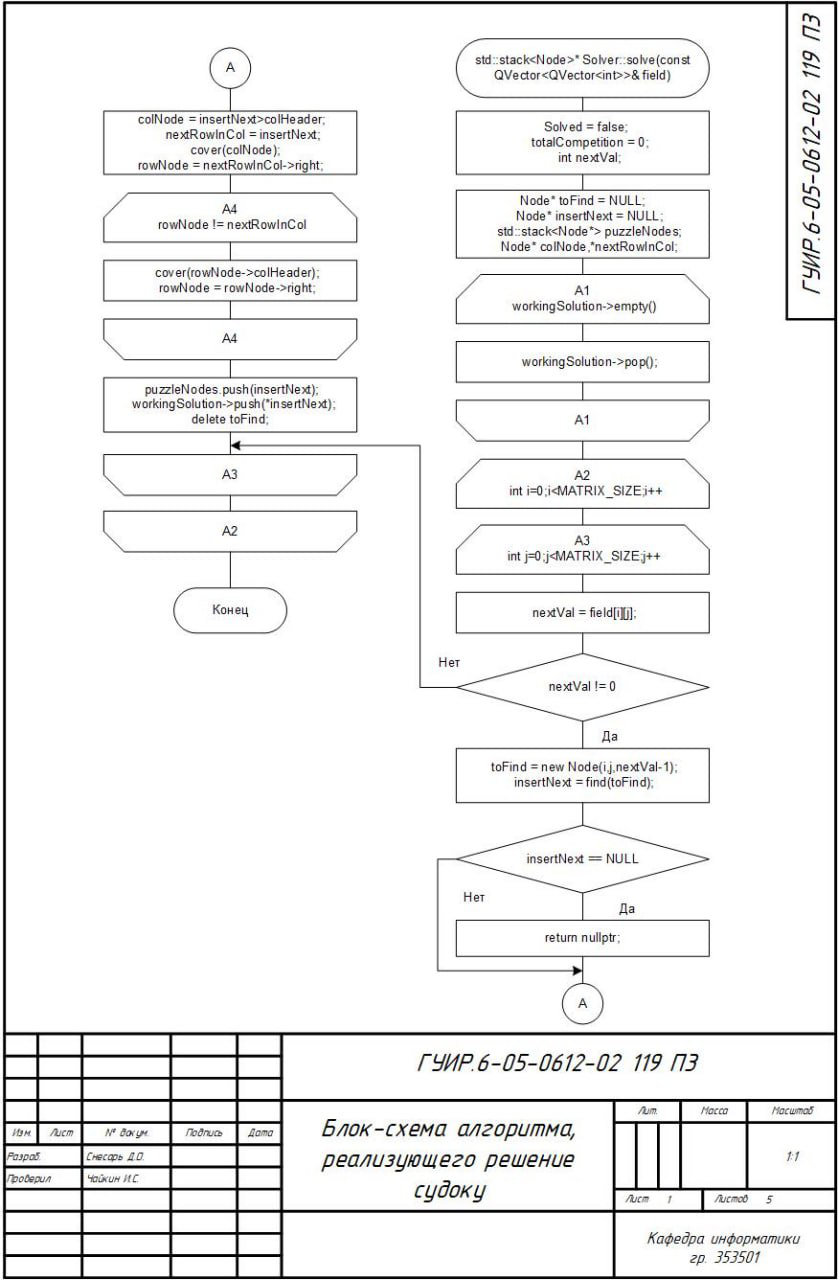 ГУИР.6-05-0612-02 119 ПЗ
std::stack<Node>* Solver::solve(const
QVector<QVector<int>>& field)
Solved = false;
totalCompetition = 0;
int nextVal;
Node* toFind = NULL;
Node* insertNext = NULL;
std::stack<Node*> puzzleNodes;
Node* colNode,*nextRowInCol;
A1
workingSolution->empty()
workingSolution->pop();
A1
A2
int i=0;i<MATRIX_SIZE;i++
A3
int j=0;j<MATRIX_SIZE;j++
nextVal = field[i][j];
Нет
nextVal != 0
Да
toFind = new Node(i,j,nextVal-1);
insertNext = find(toFind);
insertNext == NULL
Нет
Да
return nullptr;
A
A
colNode = insertNext>colHeader;
nextRowInCol = insertNext;
cover(colNode);
rowNode = nextRowInCol->right;
A4
rowNode != nextRowInCol
cover(rowNode->colHeader);
rowNode = rowNode->right;
A4
puzzleNodes.push(insertNext);
workingSolution->push(*insertNext);
delete toFind;
A3
A2
Конец
ГУИР.6-05-0612-02 119 ПЗ
Изм. Лист № докум. Подпись Дата
Разраб. Снесарь Д.О.
Проверил Чайкин И.С.
Блок-схема алгоритма,
реализующего решение
судоку
Лит. Масса Масштаб
1:1
Лист 1 Листов 5
Кафедра информатики
гр. 353501